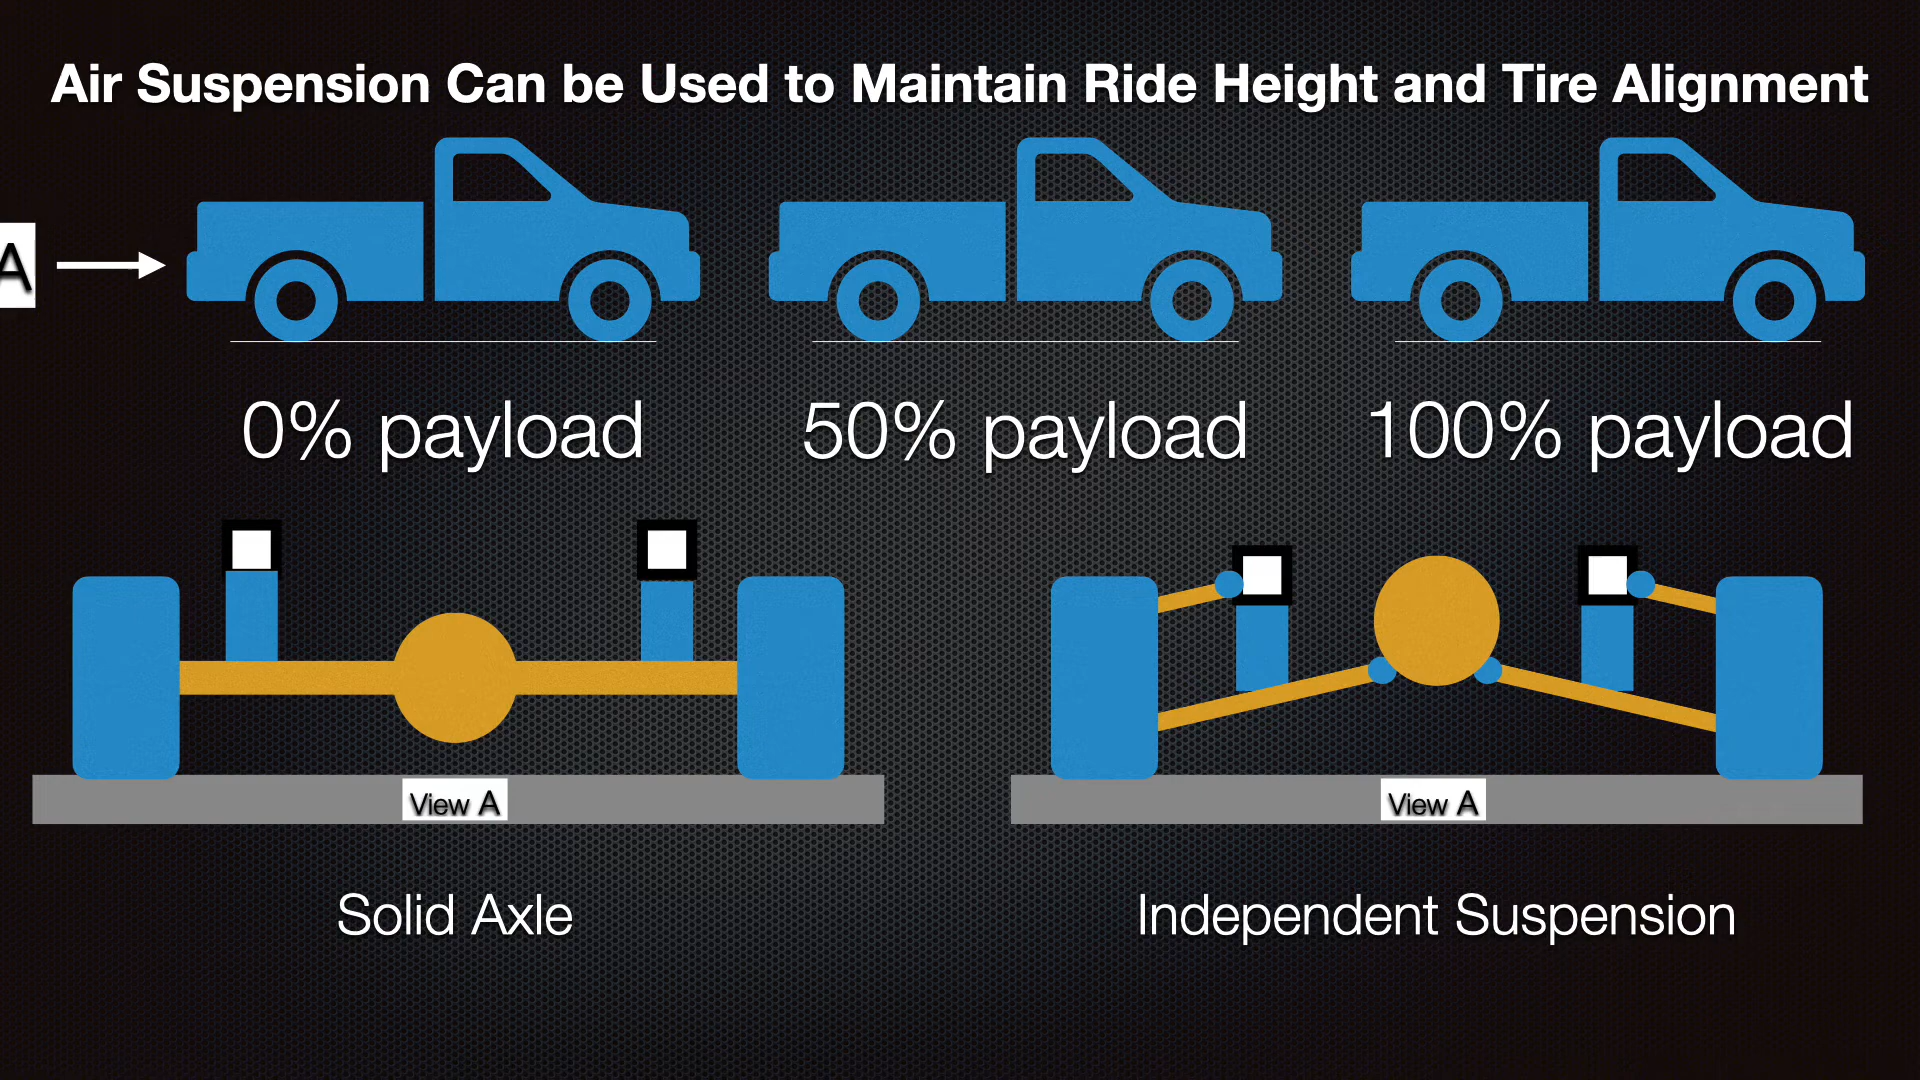 Air Suspension Can be Used to Maintain Ride Height and Tire Alignment
A
0% payload
50% payload
100% payload
View A
View A
Solid Axle
Independent Suspension